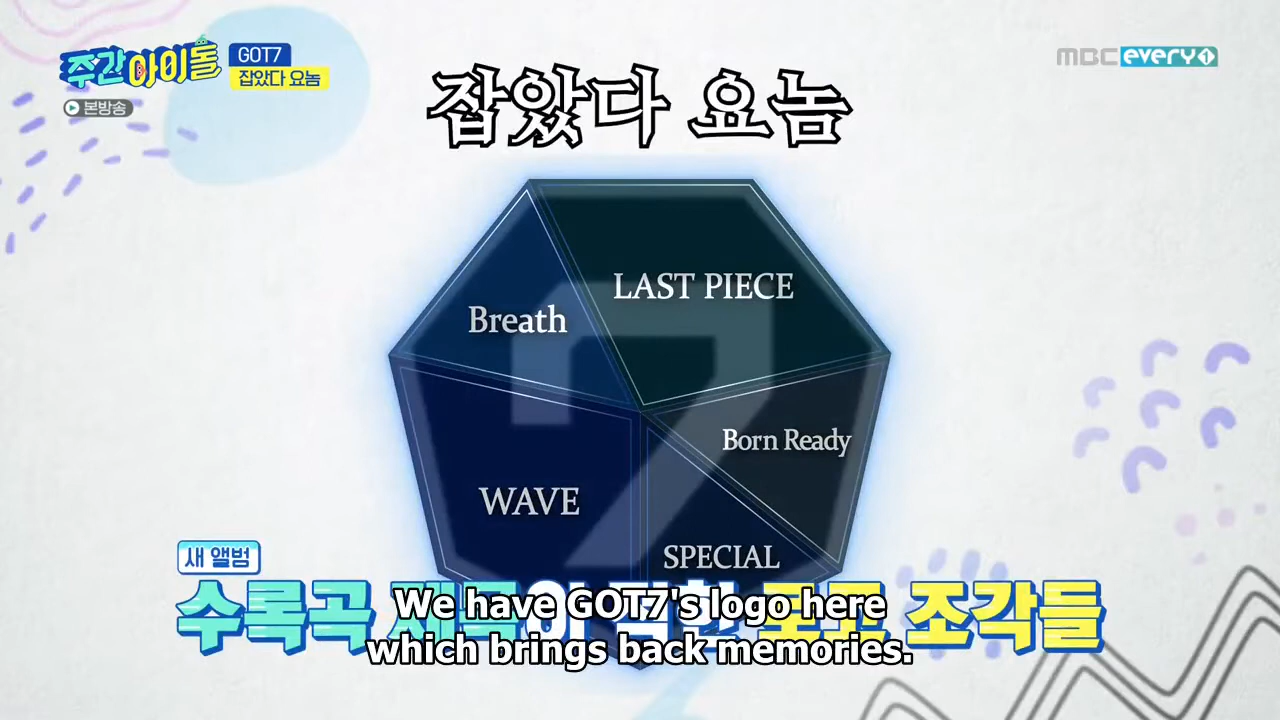 주간아이돌
GOT7
잡았다 요놈
본방송
MBC every1
잡았다 요놈
LAST PIECE
Breath
Born Ready
WAVE
SPECIAL
새 앨범
수록곡 조각들
We have GOT7's logo here
which brings back memories.
7